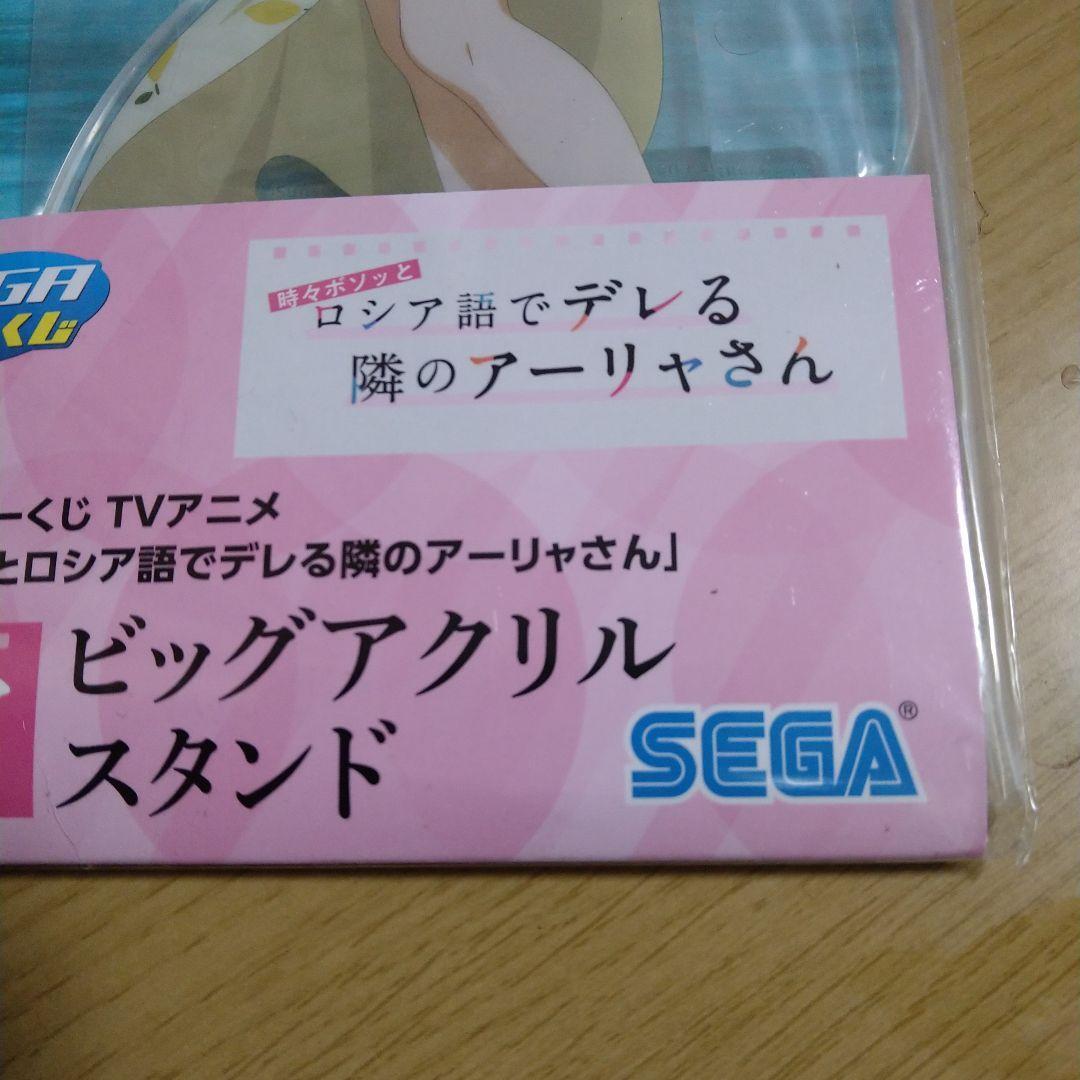 GA
くじ
時々ボソッと
ロシア語でデレる
隣のアーリャさん
ーくじ TVアニメ
とロシア語でデレる隣のアーリャさん」
ビッグアクリル
スタンド
SEGA®